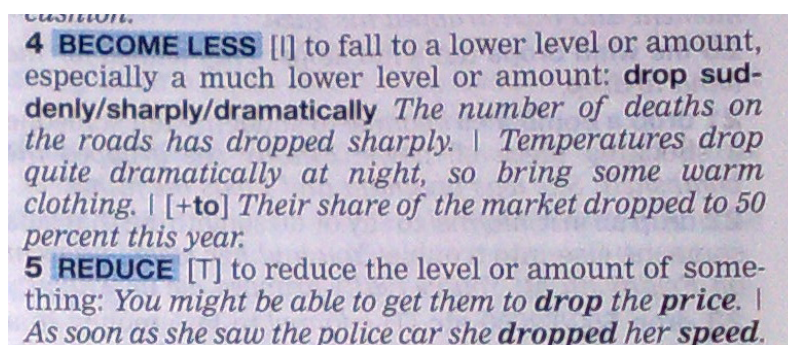 cushion.
4 BECOME LESS [I] to fall to a lower level or amount,
especially a much lower level or amount: drop sud-
denly/sharply/dramatically The number of deaths on
the roads has dropped sharply. | Temperatures drop
quite dramatically at night, so bring some warm
clothing. | [+to] Their share of the market dropped to 50
percent this year.
5 REDUCE [T] to reduce the level or amount of some-
thing: You might be able to get them to drop the price. |
As soon as she saw the police car she dropped her speed.